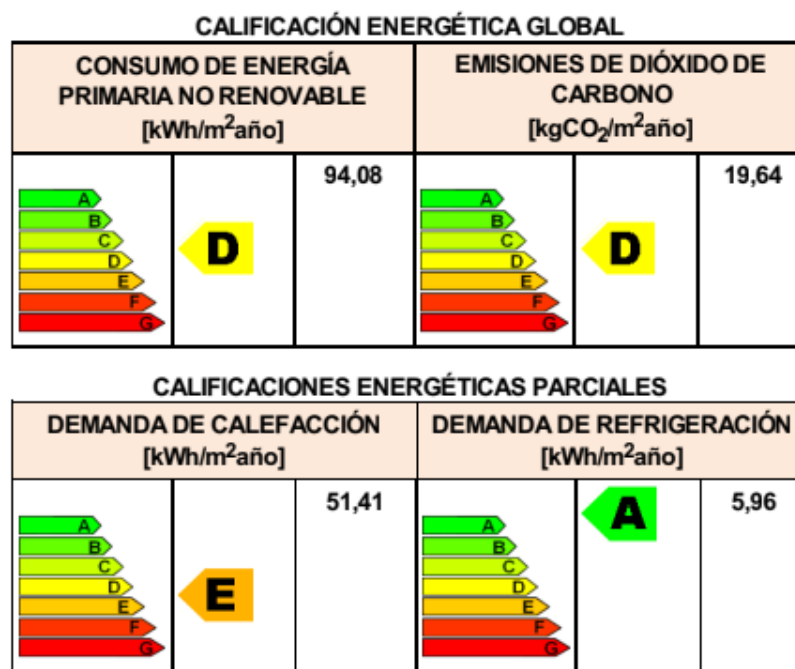 CALIFICACIÓN ENERGÉTICA GLOBAL
CONSUMO DE ENERGÍA
PRIMARIA NO RENOVABLE
[kWh/m²año]
EMISIONES DE DIÓXIDO DE
CARBONO
[kgCO₂/m²año]
A
B
C
D
E
F
G
D
94,08
A
B
C
D
E
F
G
D
19,64
CALIFICACIONES ENERGÉTICAS PARCIALES
DEMANDA DE CALEFACCIÓN
[kWh/m²año]
DEMANDA DE REFRIGERACIÓN
[kWh/m²año]
A
B
C
D
E
F
G
E
51,41
A
B
C
D
E
F
G
A
5,96